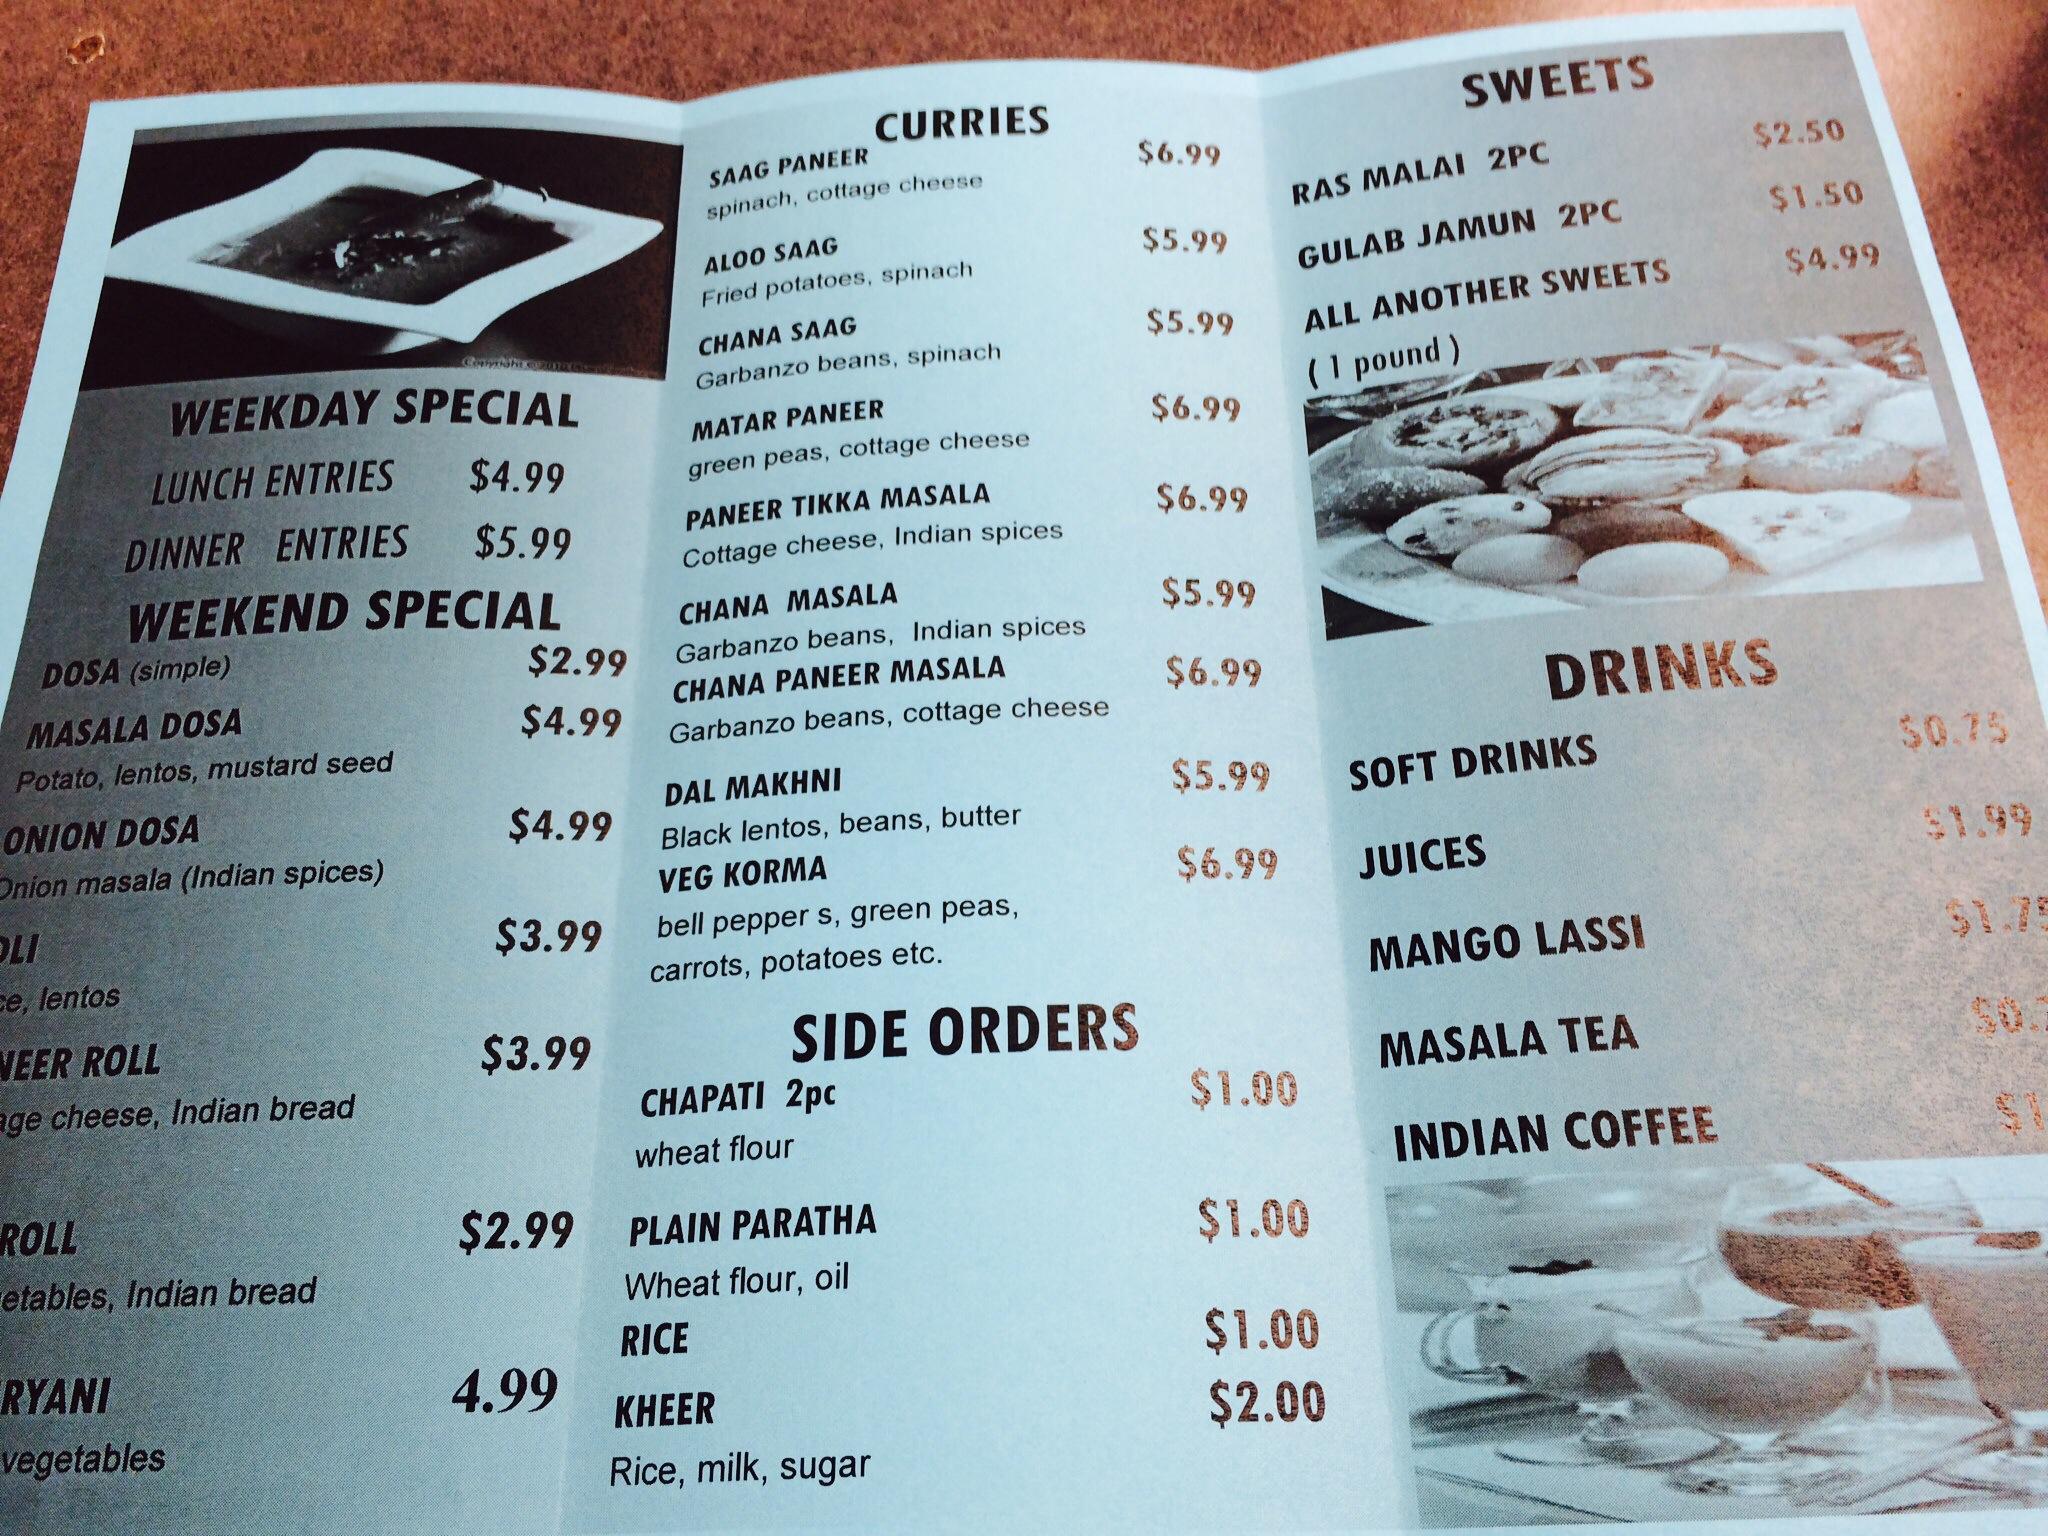 WEEKDAY SPECIAL
LUNCH ENTRIES $4.99
DINNER ENTRIES $5.99
WEEKEND SPECIAL
DOSA (simple) $2.99
MASALA DOSA $4.99
Potato, lentos, mustard seed
ONION DOSA $4.99
Onion masala (Indian spices)
$3.99
lentos
ROLL $3.99
cheese, Indian bread
ROLL $2.99
Indian bread
4.99
vegetables
CURRIES
SAAG PANEER $6.99
spinach, cottage cheese
ALOO SAAG $5.99
Fried potatoes, spinach
CHANA SAAG $5.99
Garbanzo beans, spinach
MATAR PANEER $6.99
green peas, cottage cheese
PANEER TIKKA MASALA $6.99
Cottage cheese, Indian spices
CHANA MASALA $5.99
Garbanzo beans, Indian spices
CHANA PANEER MASALA $6.99
Garbanzo beans, cottage cheese
DAL MAKHNI $5.99
Black lentos, beans, butter
VEG KORMA $6.99
bell pepper s, green peas,
carrots, potatoes etc.
SIDE ORDERS
CHAPATI 2pc $1.00
wheat flour
PLAIN PARATHA $1.00
Wheat flour, oil
RICE $1.00
KHEER $2.00
Rice, milk, sugar
SWEETS
RAS MALAI 2PC $2.50
GULAB JAMUN 2PC $1.50
ALL ANOTHER SWEETS $4.99
( 1 pound )
DRINKS
SOFT DRINKS $0.75
JUICES $1.99
MANGO LASSI $1.75
MASALA TEA
INDIAN COFFEE